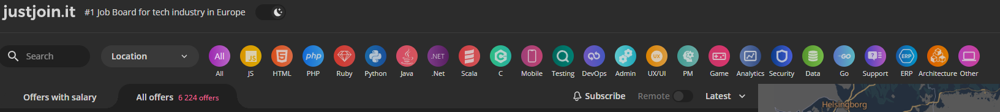 justjoin.it #1 Job Board for tech industry in Europe
Search Location All JS 5 php .NET C UX GO ERP
All JS HTML PHP Ruby Python Java .Net Scala C Mobile Testing DevOps Admin UX/UI PM Game Analytics Security Data Go Support ERP Architecture Other
Offers with salary All offers 6 224 offers Subscribe Remote Latest
Helsingborg